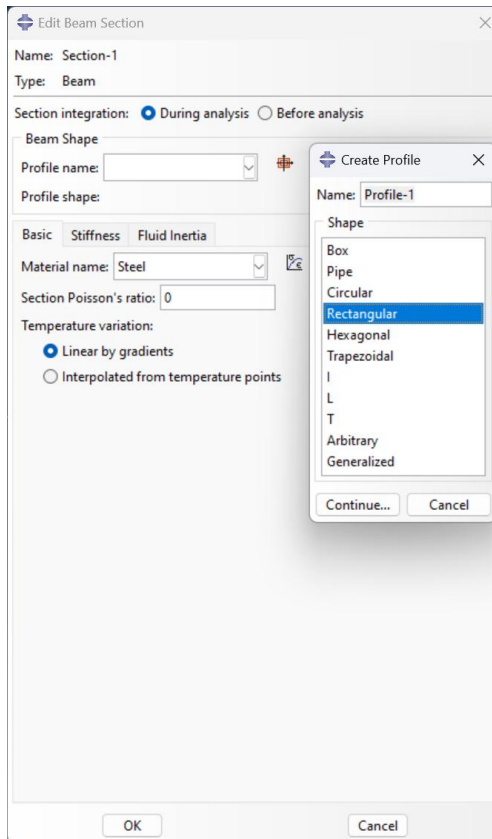 Edit Beam Section
Name: Section-1
Type: Beam
Section integration: During analysis Before analysis
Beam Shape
Profile name:
Profile shape:
Basic Stiffness Fluid Inertia
Material name: Steel
Section Poisson's ratio: 0
Temperature variation:
Linear by gradients
Interpolated from temperature points
OK Cancel
Create Profile
Name: Profile-1
Shape
Box
Pipe
Circular
Rectangular
Hexagonal
Trapezoidal
I
L
T
Arbitrary
Generalized
Continue... Cancel